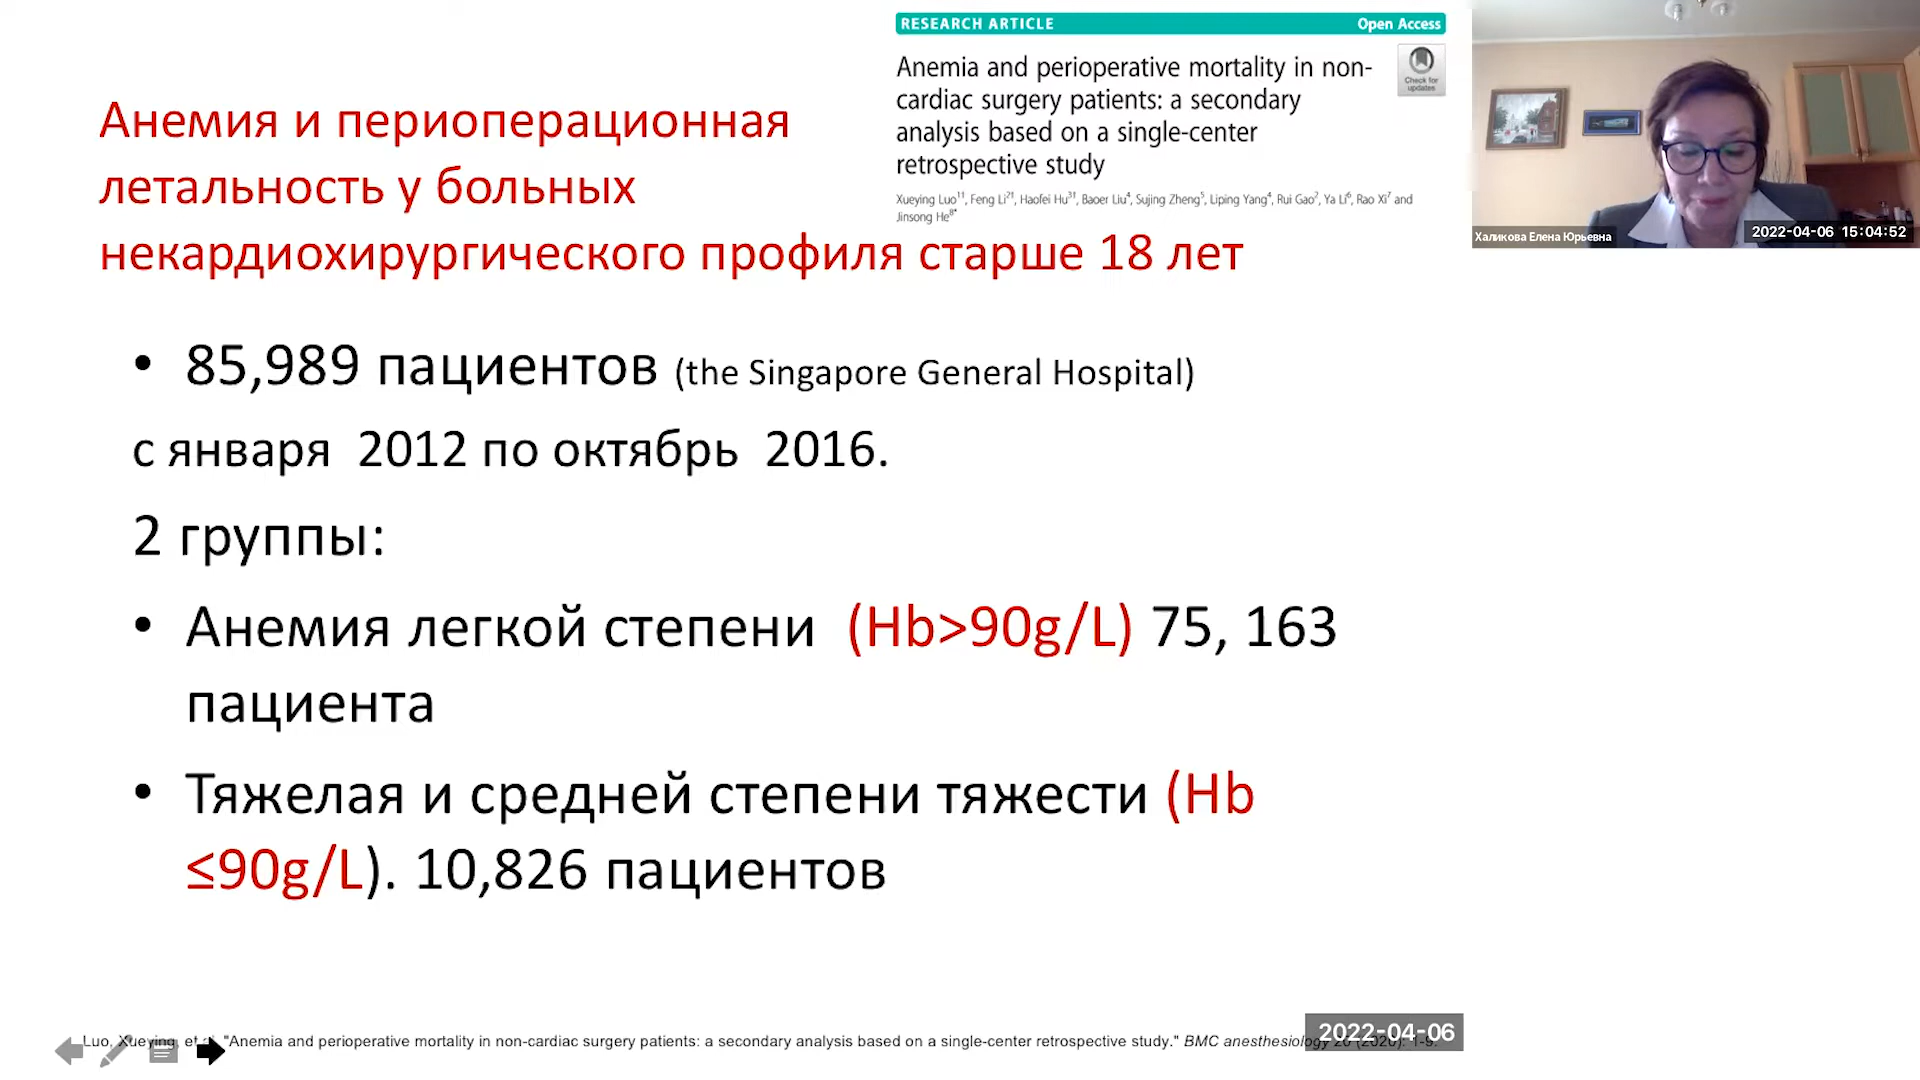 RESEARCH ARTICLE Open Access
Anemia and perioperative mortality in non-
cardiac surgery patients: a secondary
analysis based on a single-center
retrospective study
Check for
updates
Xueying Luo1†, Feng Li2†, Haofei Hu3†, Baoer Liu4, Sujing Zheng5, Liping Yang4, Rui Gao2, Ya Li6, Rao Xi7 and
Jinsong He8*
Анемия и периоперационная
летальность у больных
некардиохирургического профиля старше 18 лет
Халикова Елена Юрьевна
2022-04-06 15:04:52
• 85,989 пациентов (the Singapore General Hospital)
с января 2012 по октябрь 2016.
2 группы:
• Анемия легкой степени (Hb>90g/L) 75, 163
пациента
• Тяжелая и средней степени тяжести (Hb
≤90g/L). 10,826 пациентов
2022-04-06
Luo, Xueying, et "Anemia and perioperative mortality in non-cardiac surgery patients: a secondary analysis based on a single-center retrospective study." BMC anesthesiology 20 (2020): 1-9.